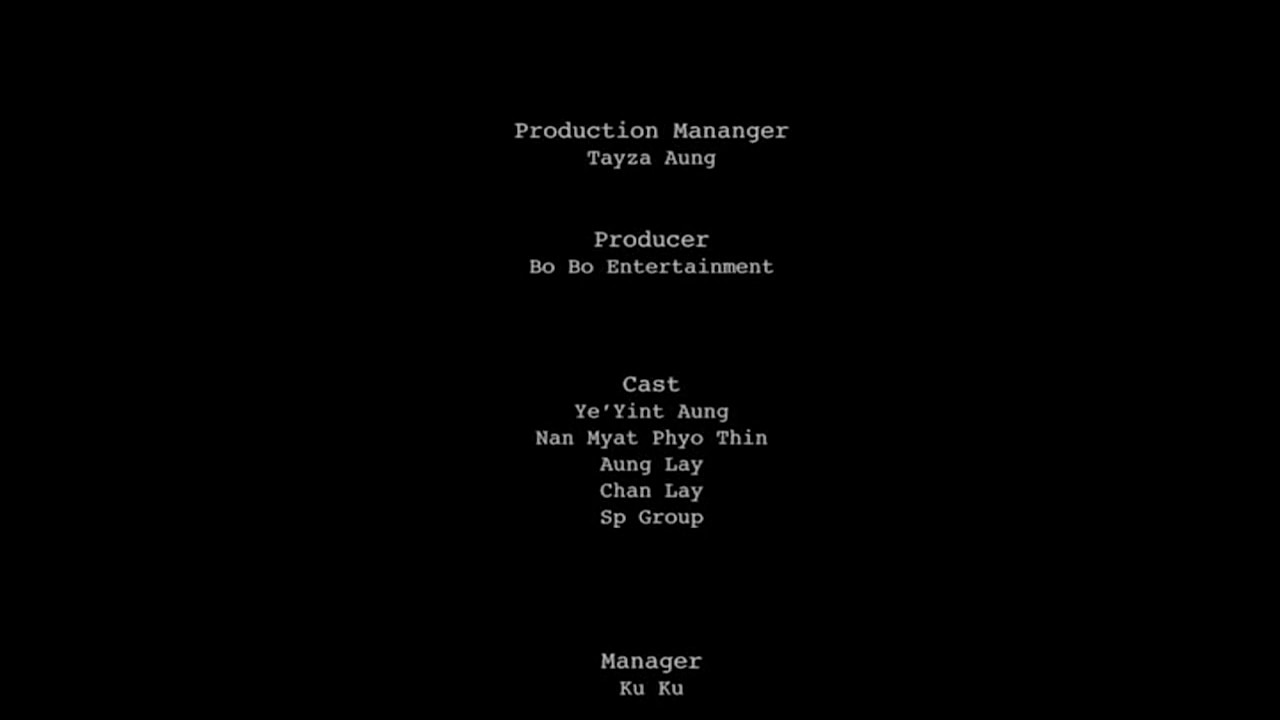 Production Mananger
Tayza Aung
Producer
Bo Bo Entertainment
Cast
Ye’Yint Aung
Nan Myat Phyo Thin
Aung Lay
Chan Lay
Sp Group
Manager
Ku Ku